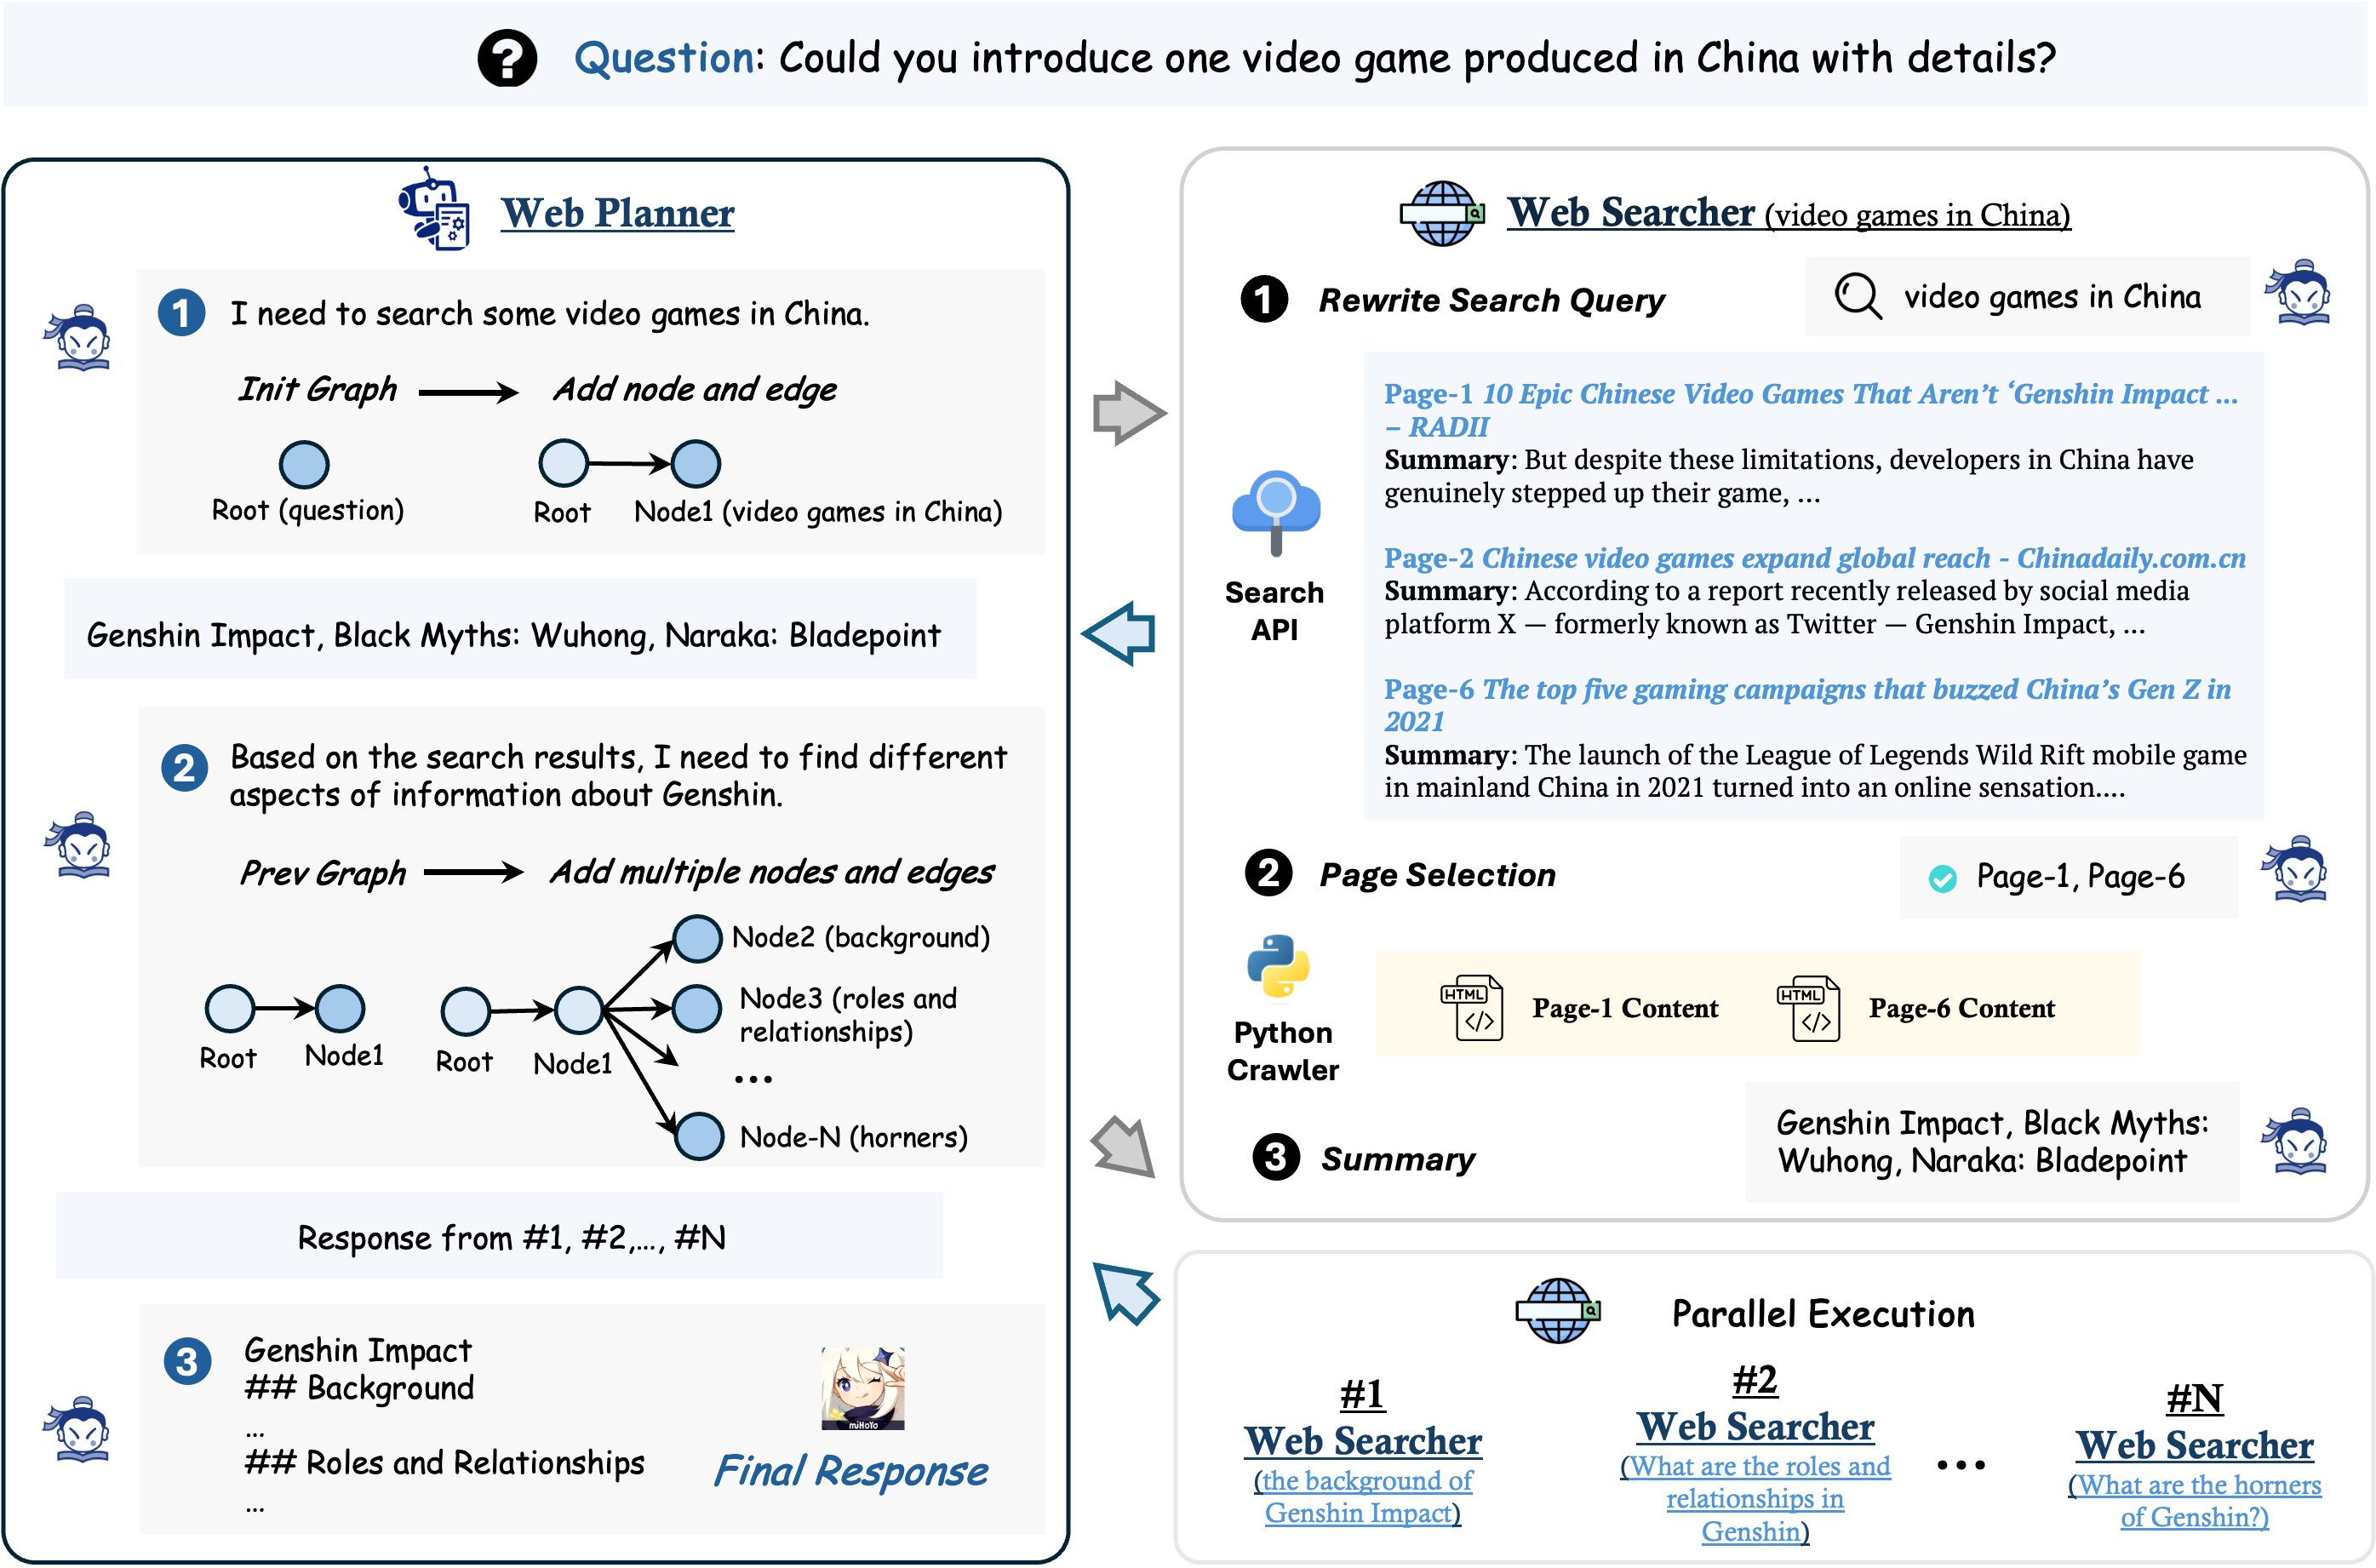 Question: Could you introduce one video game produced in China with details?
Web Planner
1 I need to search some video games in China.
Init Graph
Add node and edge
Root (question)
Root
Node1 (video games in China)
Genshin Impact, Black Myths: Wuhong, Naraka: Bladepoint
2 Based on the search results, I need to find different
aspects of information about Genshin.
Prev Graph
Add multiple nodes and edges
Root
Node1
Root
Node1
Node2 (background)
Node3 (roles and
relationships)
...
Node-N (horners)
Response from #1, #2,..., #N
3 Genshin Impact
## Background
...
## Roles and Relationships
...
miHoYo
Final Response
Web Searcher (video games in China)
1 Rewrite Search Query
video games in China
Search
API
Page-1 10 Epic Chinese Video Games That Aren’t ‘Genshin Impact ...
– RADII
Summary: But despite these limitations, developers in China have
genuinely stepped up their game, ...
Page-2 Chinese video games expand global reach - Chinadaily.com.cn
Summary: According to a report recently released by social media
platform X — formerly known as Twitter — Genshin Impact, ...
Page-6 The top five gaming campaigns that buzzed China’s Gen Z in
2021
Summary: The launch of the League of Legends Wild Rift mobile game
in mainland China in 2021 turned into an online sensation....
2 Page Selection
Page-1, Page-6
Python
Crawler
HTML
</>
Page-1 Content
HTML
</>
Page-6 Content
3 Summary
Genshin Impact, Black Myths:
Wuhong, Naraka: Bladepoint
Parallel Execution
#1
Web Searcher
(the background of
Genshin Impact)
#2
Web Searcher
(What are the roles and
relationships in
Genshin)
...
#N
Web Searcher
(What are the horners
of Genshin?)